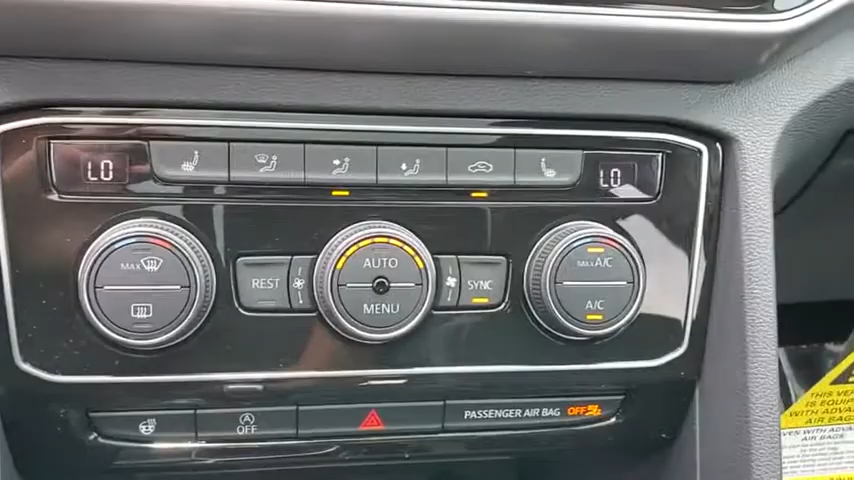 LO
LO
MAX
REST
AUTO
MENU
SYNC
MAX A/C
A/C
A
OFF
PASSENGER AIR BAG OFF
THIS VEH
IS EQUIPP
WITH ADV
AIR BAGS